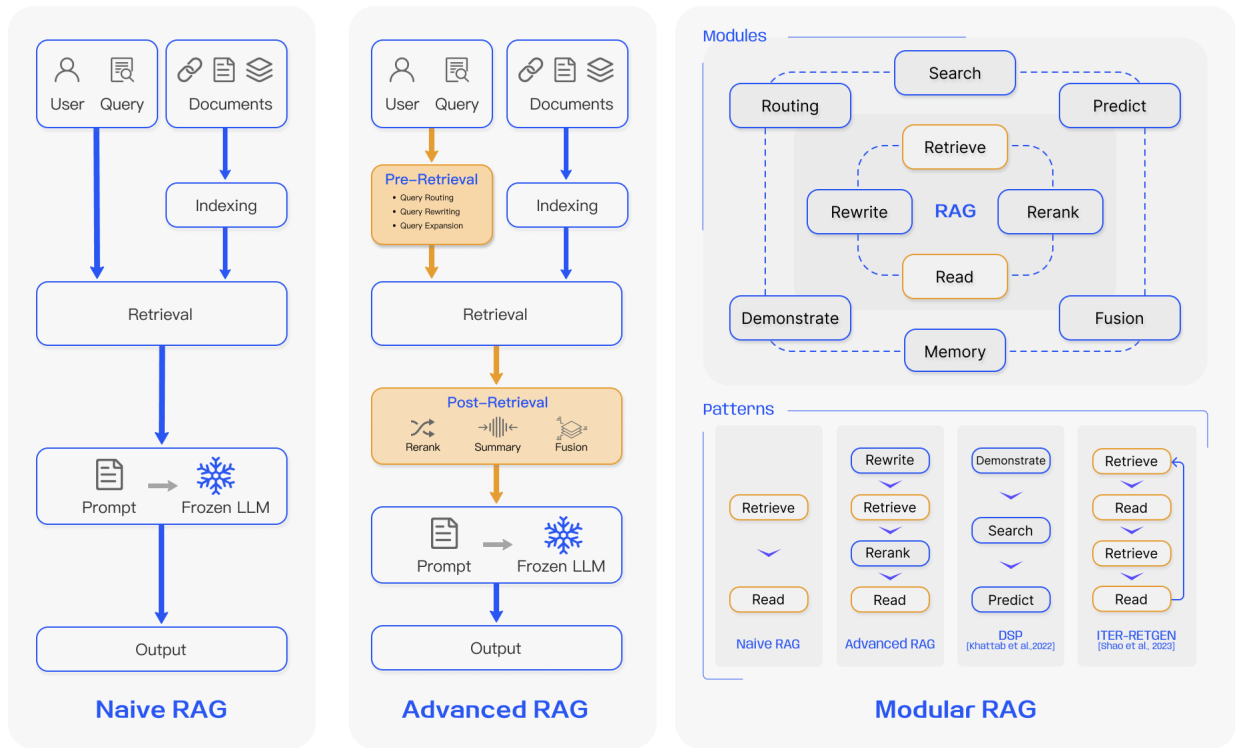 User Query
Documents
Indexing
Retrieval
Prompt
Frozen LLM
Output
Naive RAG
User Query
Documents
Pre-Retrieval
• Query Routing
• Query Rewriting
• Query Expansion
Indexing
Retrieval
Post-Retrieval
Rerank
Summary
Fusion
Prompt
Frozen LLM
Output
Advanced RAG
Modules
Search
Routing
Predict
Retrieve
Rewrite
RAG
Rerank
Read
Demonstrate
Fusion
Memory
Patterns
Retrieve
Read
Naive RAG
Rewrite
Retrieve
Rerank
Read
Advanced RAG
Demonstrate
Search
Predict
DSP
[Khattab et al.,2022]
Retrieve
Read
Retrieve
Read
ITER-RETGEN
[Shao et al., 2023]
Modular RAG